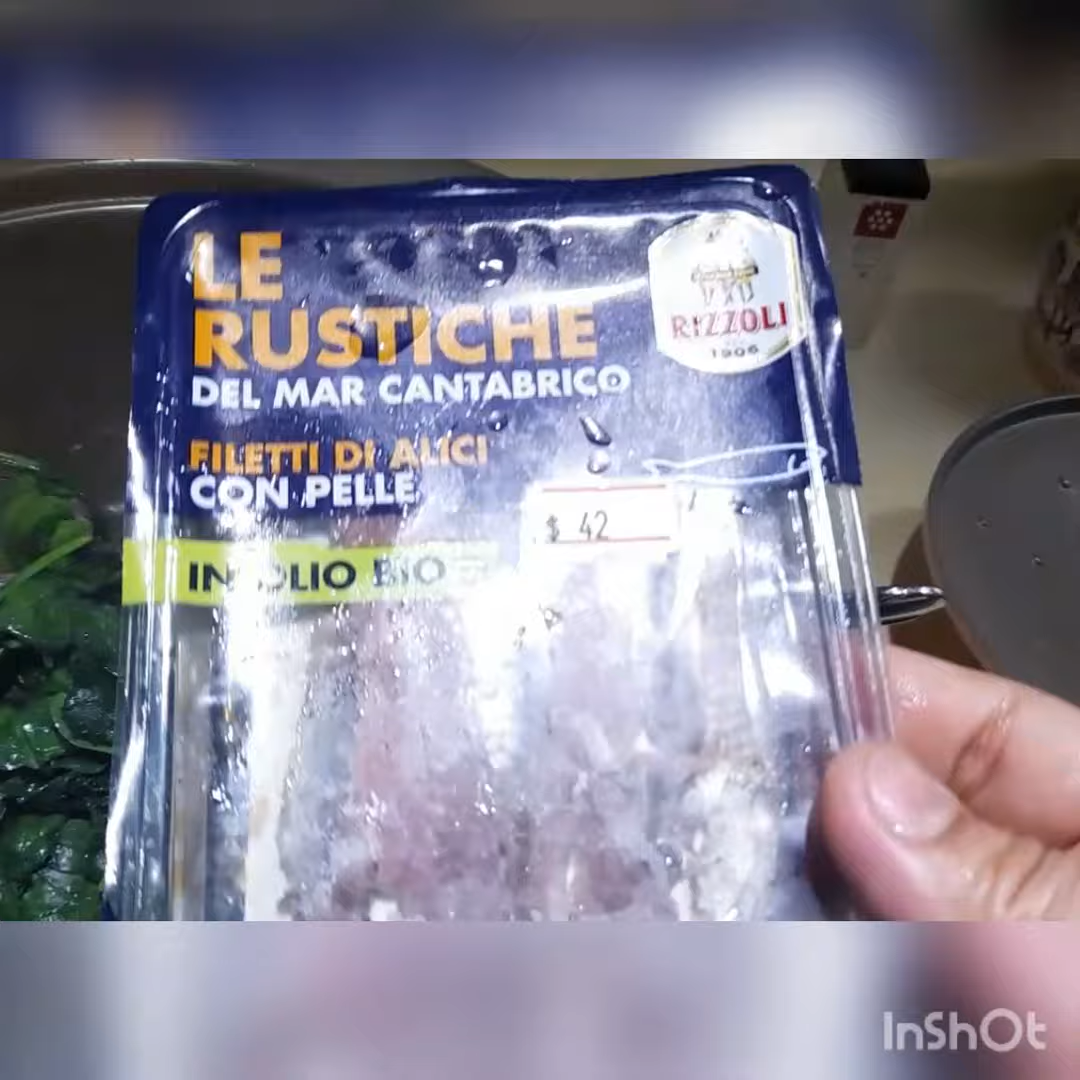 LE
RUSTICHE
DEL MAR CANTABRICO
FILETTI DI ALICI
CON PELLE
IN OLIO BIO
RIZZOLI
1906
$ 42
InShOt